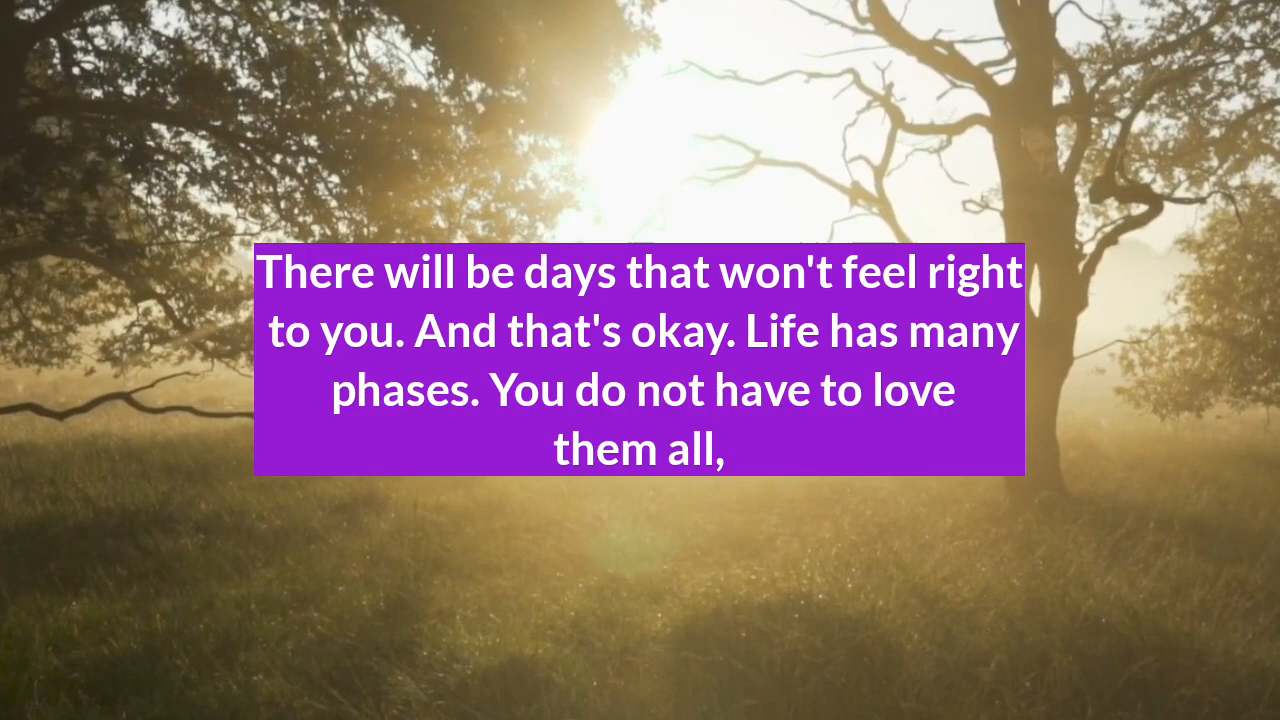 There will be days that won't feel right
to you. And that's okay. Life has many
phases. You do not have to love
them all,